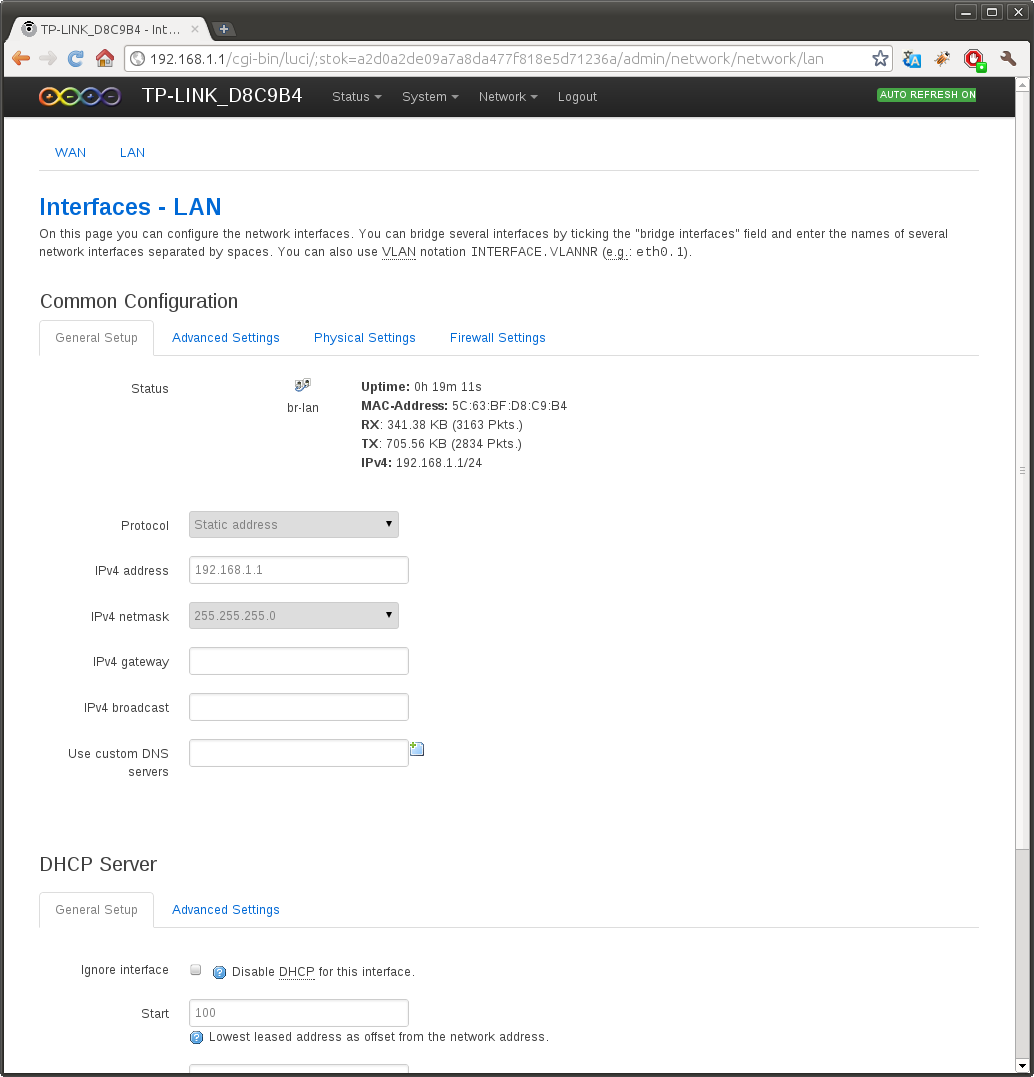 TP-LINK_D8C9B4 - Int…
192.168.1.1/cgi-bin/luci/;stok=a2d0a2de09a7a8da477f818e5d71236a/admin/network/network/lan
TP-LINK_D8C9B4 Status System Network Logout AUTO REFRESH ON
WAN LAN
Interfaces - LAN
On this page you can configure the network interfaces. You can bridge several interfaces by ticking the "bridge interfaces" field and enter the names of several
network interfaces separated by spaces. You can also use VLAN notation INTERFACE.VLANNR (e.g.: eth0.1).
Common Configuration
General Setup Advanced Settings Physical Settings Firewall Settings
Status
br-lan
Uptime: 0h 19m 11s
MAC-Address: 5C:63:BF:D8:C9:B4
RX: 341.38 KB (3163 Pkts.)
TX: 705.56 KB (2834 Pkts.)
IPv4: 192.168.1.1/24
Protocol Static address
IPv4 address 192.168.1.1
IPv4 netmask 255.255.255.0
IPv4 gateway
IPv4 broadcast
Use custom DNS
servers
DHCP Server
General Setup Advanced Settings
Ignore interface Disable DHCP for this interface.
Start 100
Lowest leased address as offset from the network address.